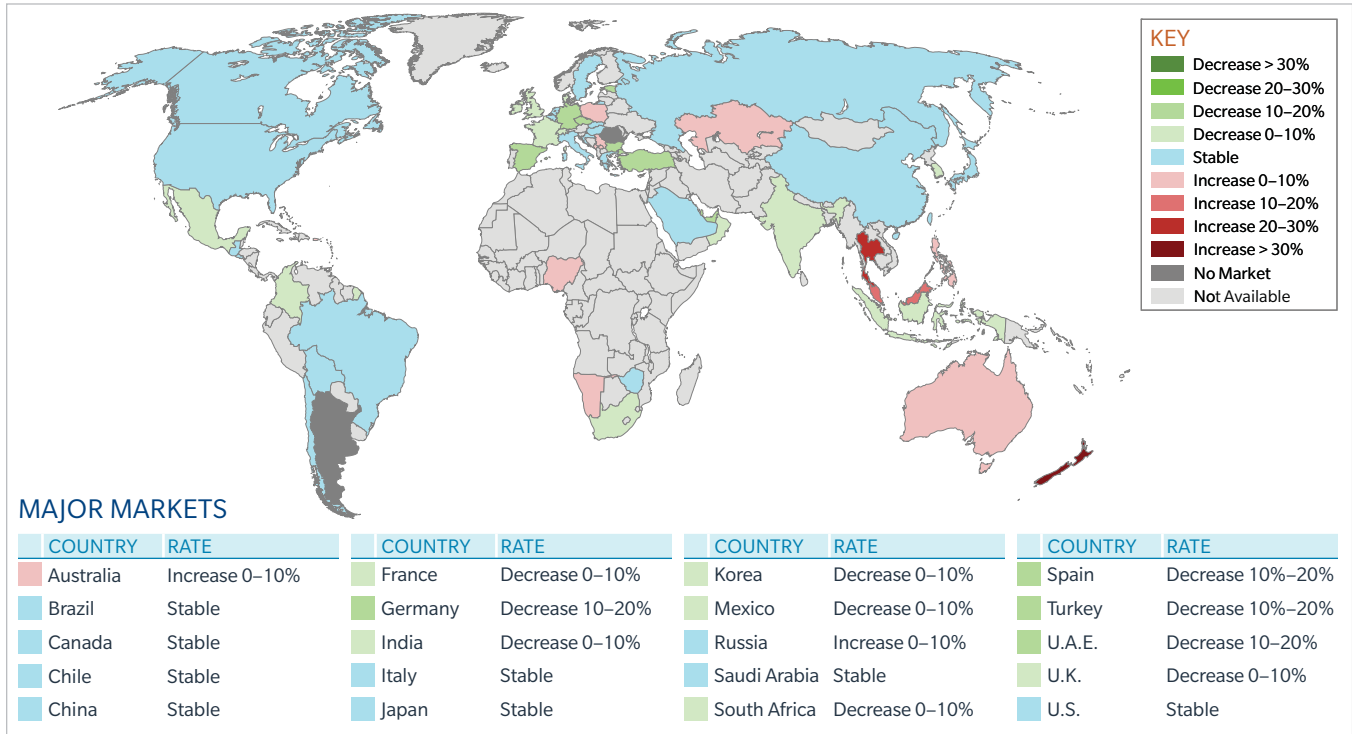 KEY
Decrease > 30%
Decrease 20–30%
Decrease 10–20%
Decrease 0–10%
Stable
Increase 0–10%
Increase 10–20%
Increase 20–30%
Increase > 30%
No Market
Not Available
MAJOR MARKETS
COUNTRY RATE COUNTRY RATE COUNTRY RATE COUNTRY RATE
Australia Increase 0–10% France Decrease 0–10% Korea Decrease 0–10% Spain Decrease 10%–20%
Brazil Stable Germany Decrease 10–20% Mexico Decrease 0–10% Turkey Decrease 10%–20%
Canada Stable India Decrease 0–10% Russia Increase 0–10% U.A.E. Decrease 10–20%
Chile Stable Italy Stable Saudi Arabia Stable U.K. Decrease 0–10%
China Stable Japan Stable South Africa Decrease 0–10% U.S. Stable